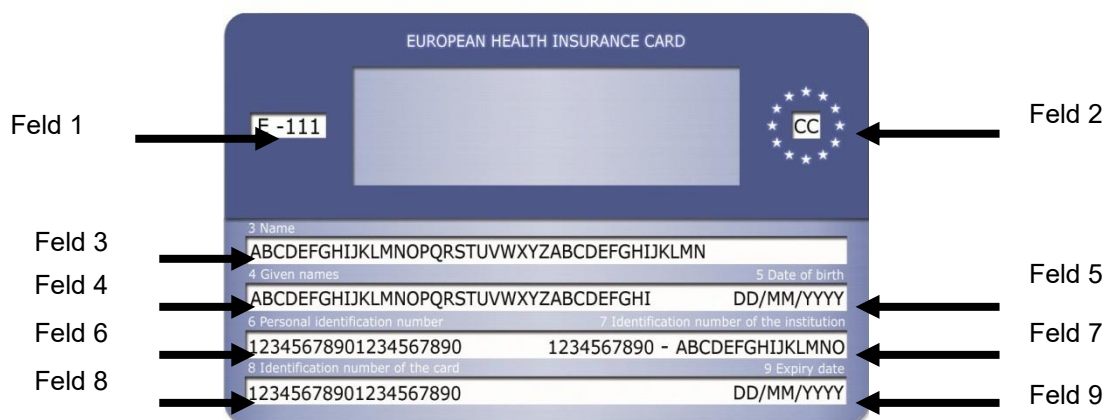 EUROPEAN HEALTH INSURANCE CARD
Feld 1
E -111
CC
Feld 2
3 Name
Feld 3
ABCDEFGHIJKLMNOPQRSTUVWXYZABCDEFGHIJKLMN
4 Given names 5 Date of birth
Feld 4
ABCDEFGHIJKLMNOPQRSTUVWXYZABCDEFGHI DD/MM/YYYY
Feld 5
6 Personal identification number 7 Identification number of the institution
Feld 6
12345678901234567890 1234567890 - ABCDEFGHIJKLMNO
Feld 7
8 Identification number of the card 9 Expiry date
Feld 8
12345678901234567890 DD/MM/YYYY
Feld 9